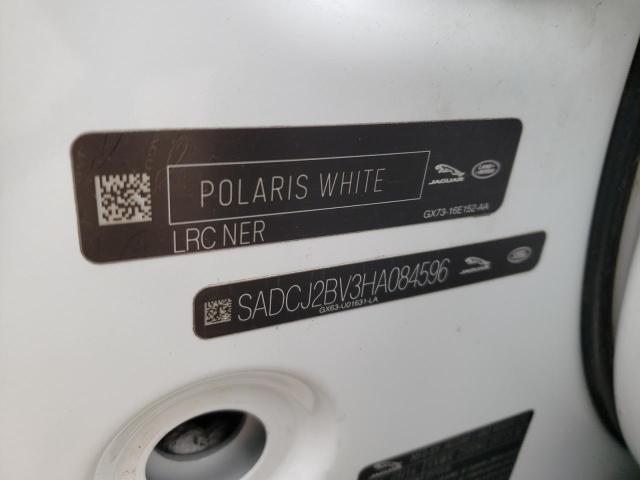 POLARIS WHITE
JAGUAR
LAND-
ROVER
GX73-16E152-AA
LRC NER
SADCJ2BV3HA084596
GX63-U01631-LA